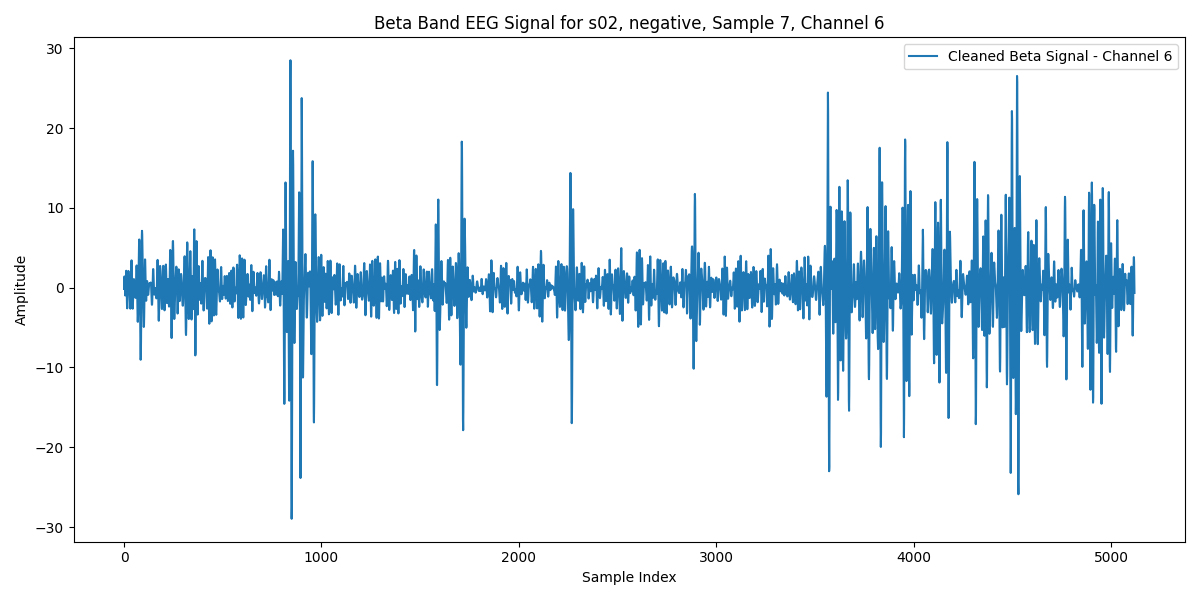 Beta Band EEG Signal for s02, negative, Sample 7, Channel 6
Cleaned Beta Signal - Channel 6
Amplitude
30
20
10
0
−10
−20
−30
0 1000 2000 3000 4000 5000
Sample Index